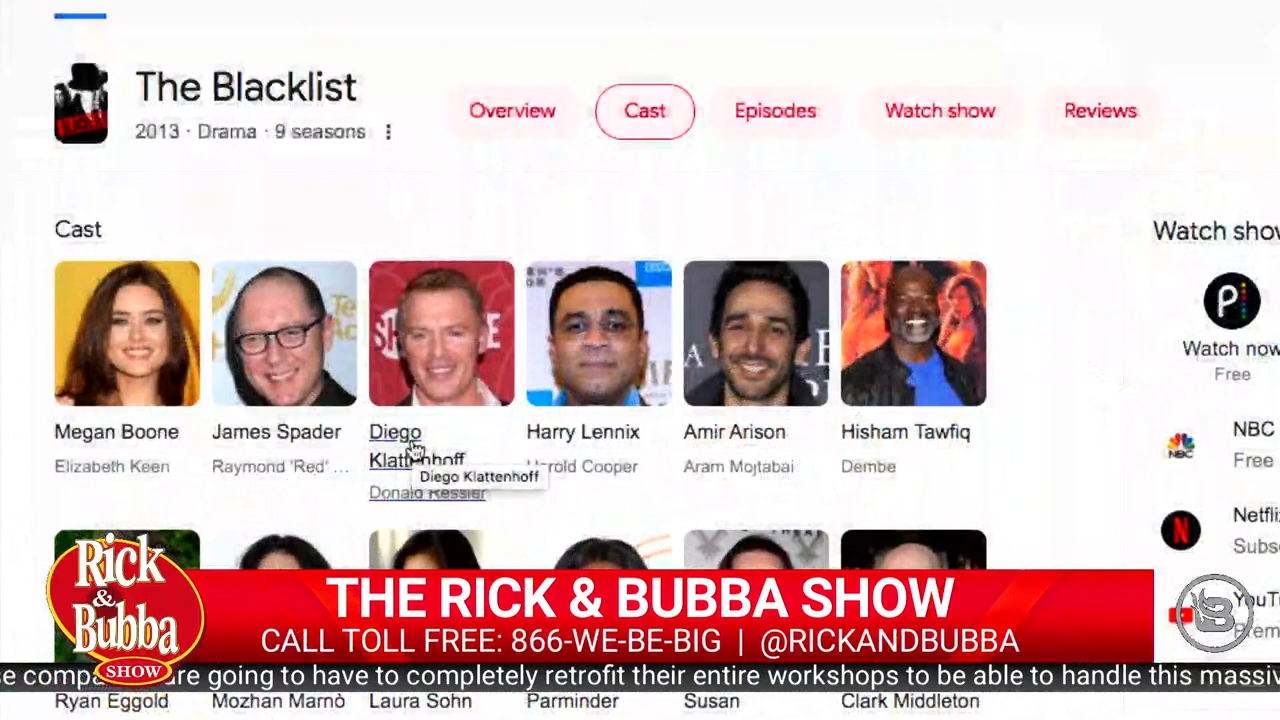 The Blacklist
2013 · Drama · 9 seasons
Overview
Cast
Episodes
Watch show
Reviews
Cast
Watch show
Watch now
Free
Megan Boone
Elizabeth Keen
James Spader
Raymond 'Red' ...
Diego
Klattenhoff
Donald Ressler
Diego Klattenhoff
Harry Lennix
Harold Cooper
Amir Arison
Aram Mojtabai
Hisham Tawfiq
Dembe
SH
E
NBC
NBC
Free
Rick
&
Bubba
SHOW
THE RICK & BUBBA SHOW
CALL TOLL FREE: 866-WE-BE-BIG | @RICKANDBUBBA
are going to have to completely retrofit their entire workshops to be able to handle this
Ryan Eggold
Mozhan Marnò
Laura Sohn
Parminder
Susan
Clark Middleton